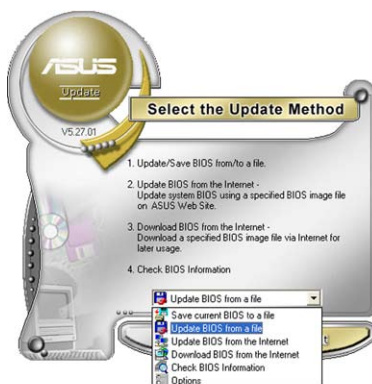 ASUS
Update
V5.27.01
Select the Update Method
1. Update/Save BIOS from/to a file.
2. Update BIOS from the Internet -
Update system BIOS using a specified BIOS image file
on ASUS Web Site.
3. Download BIOS from the Internet -
Download a specified BIOS image file via Internet for
later usage.
4. Check BIOS Information
Update BIOS from a file
Save current BIOS to a file
Update BIOS from a file
Update BIOS from the Internet
Download BIOS from the Internet
Check BIOS Information
Options